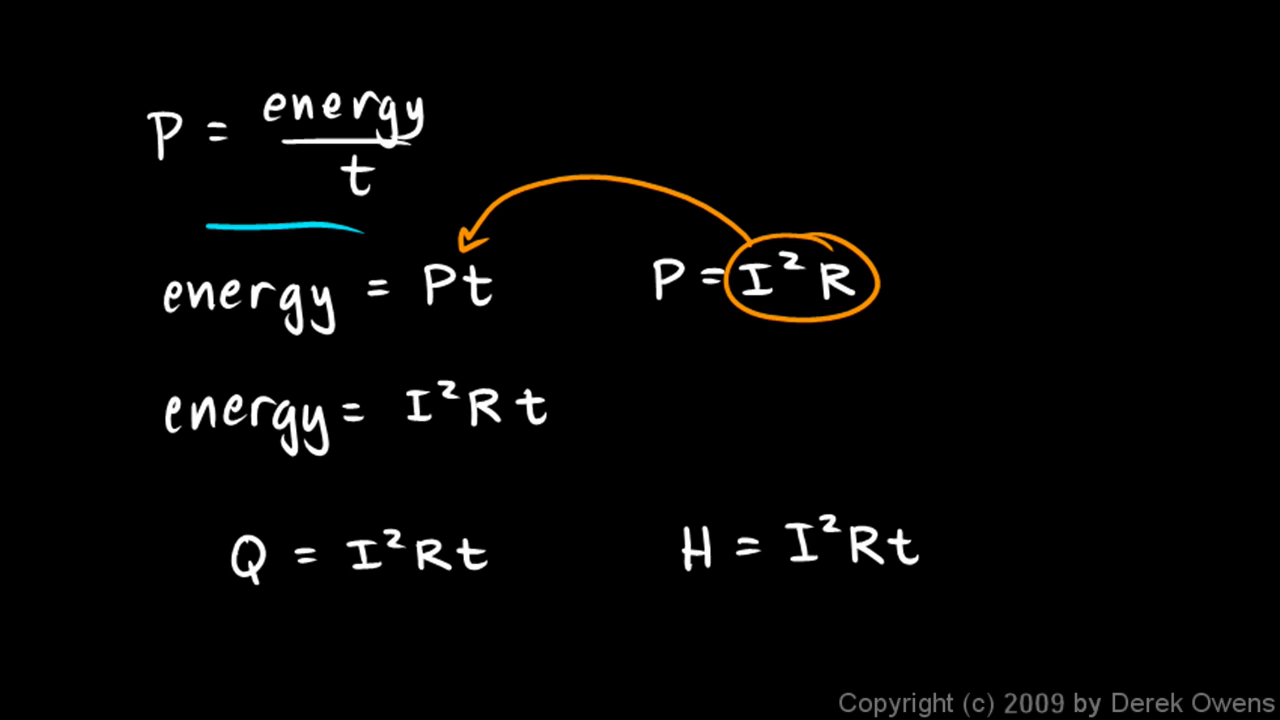 P = energy / t
energy = Pt P = I²R
energy = I²Rt
Q = I²Rt H = I²Rt
Copyright (c) 2009 by Derek Owens